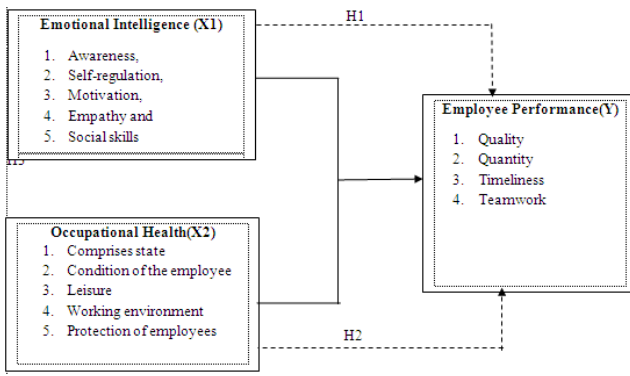 H1
Emotional Intelligence (X1)
1. Awareness,
2. Self-regulation,
3. Motivation,
4. Empathy and
5. Social skills
Employee Performance(Y)
1. Quality
2. Quantity
3. Timeliness
4. Teamwork
Occupational Health(X2)
1. Comprises state
2. Condition of the employee
3. Leisure
4. Working environment
5. Protection of employees
H2